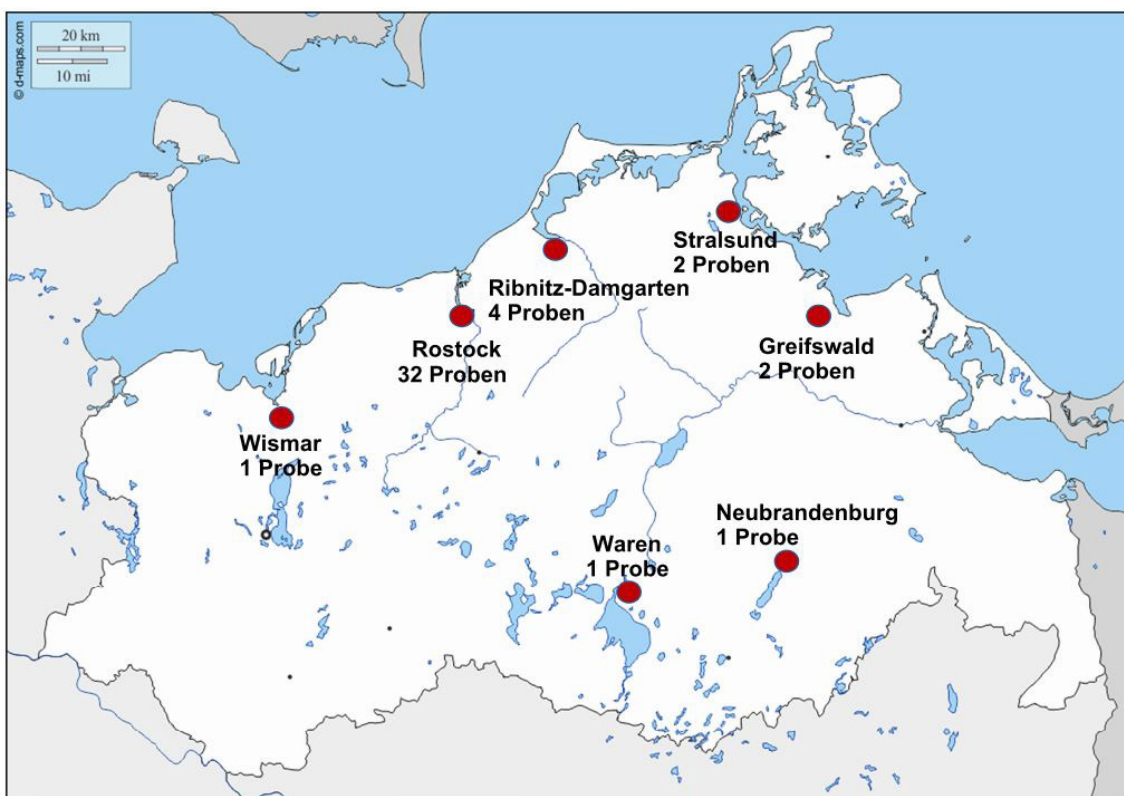 20 km
10 mi
© d-maps.com
Stralsund
2 Proben
Ribnitz-Damgarten
4 Proben
Rostock
32 Proben
Greifswald
2 Proben
Wismar
1 Probe
Neubrandenburg
1 Probe
Waren
1 Probe